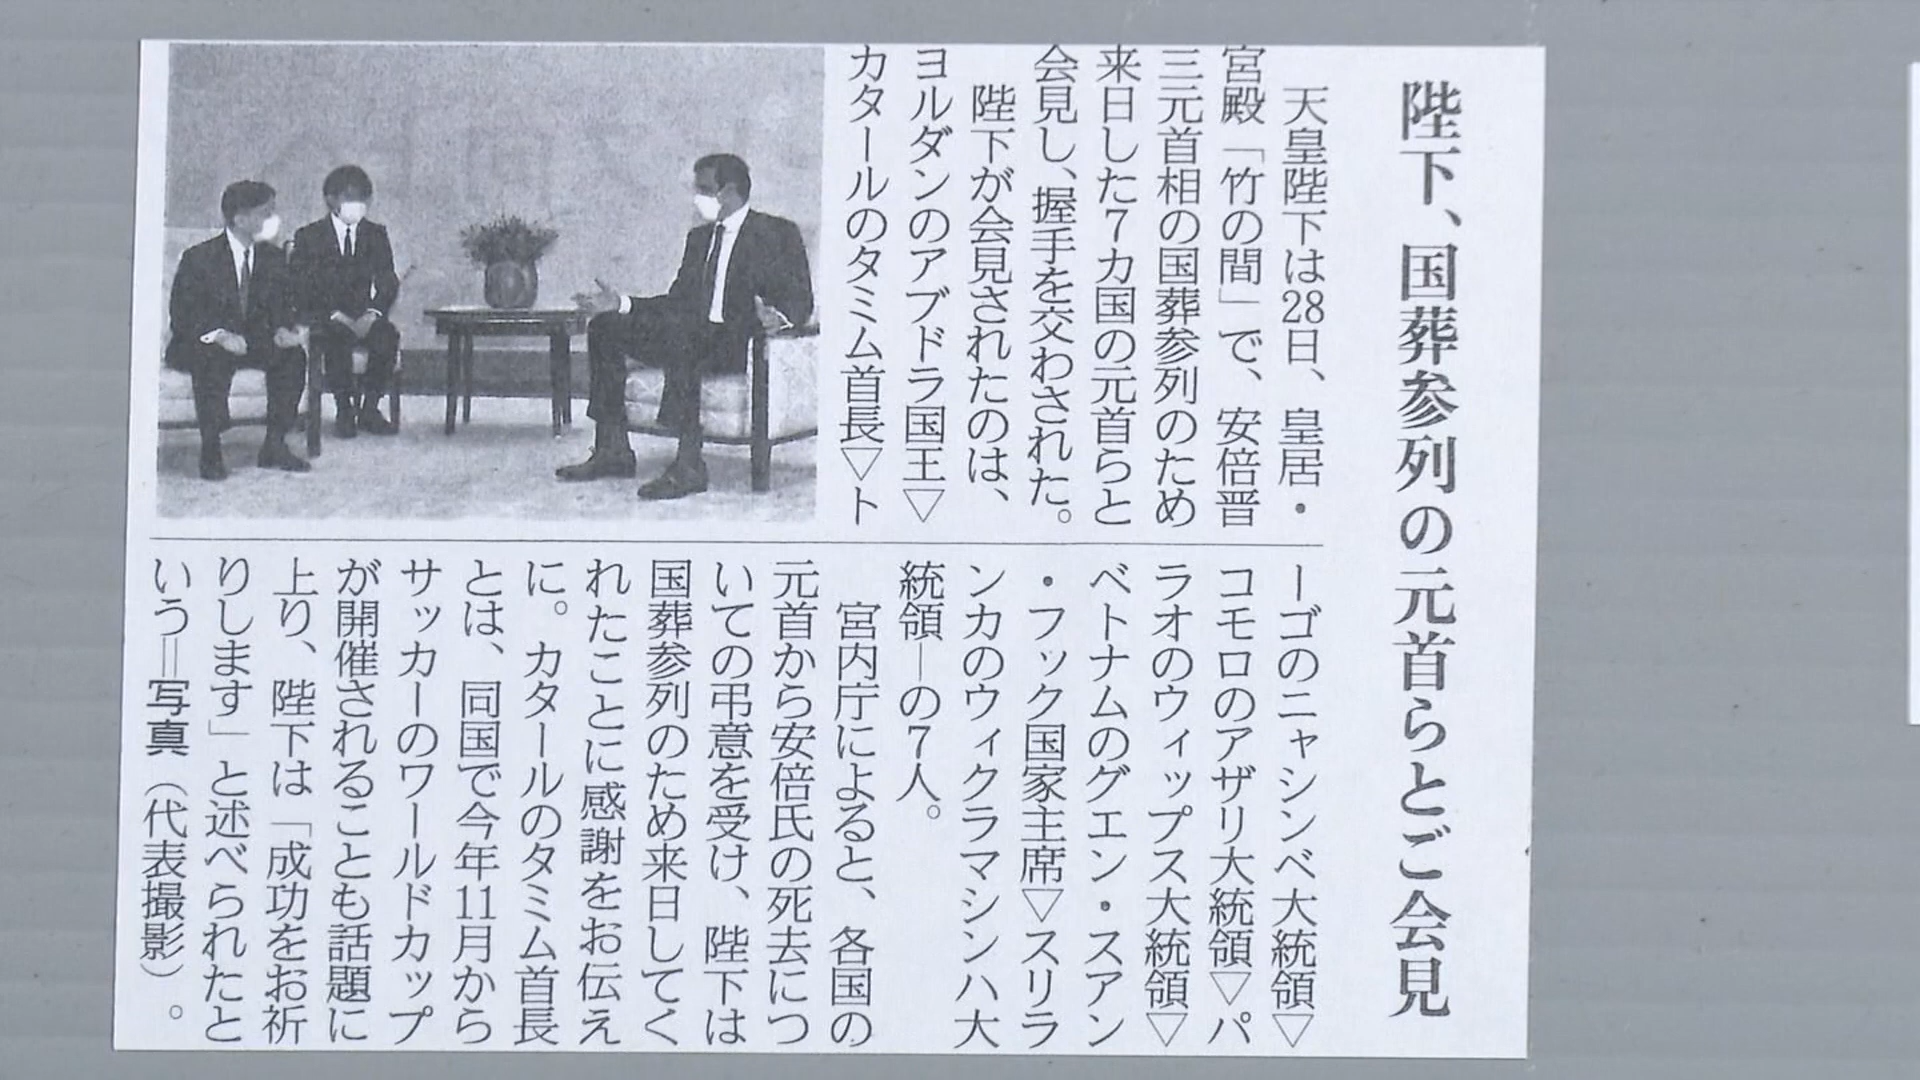 陛下、国葬参列の元首らとご会見
天皇陛下は28日、皇居・
宮殿「竹の間」で、安倍晋
三元首相の国葬参列のため
来日した7カ国の元首らと
会見し、握手を交わされた。
陛下が会見されたのは、
ヨルダンのアブドラ国王▽
カタールのタミム首長▽ト
ーゴのニャシンベ大統領▽
コモロのアザリ大統領▽パ
ラオのウィップス大統領▽
ベトナムのグエン・スアン
・フック国家主席▽スリラ
ンカのウィクラマシンハ大
統領―の7人。
宮内庁によると、各国の
元首から安倍氏の死去につ
いての弔意を受け、陛下は
国葬参列のため来日してく
れたことに感謝をお伝え
に。カタールのタミム首長
とは、同国で今年11月から
サッカーのワールドカップ
が開催されることも話題に
上り、陛下は「成功をお祈
りします」と述べられたと
いう＝写真（代表撮影）。